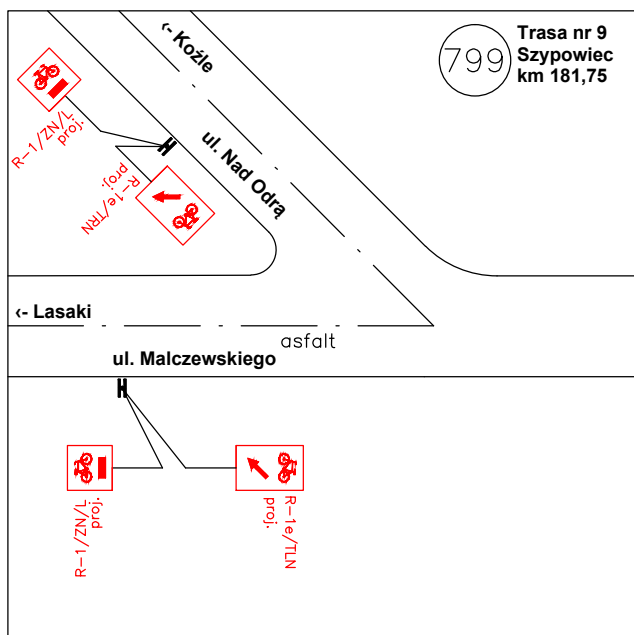 799
Trasa nr 9
Szypowiec
km 181,75
<- Koźle
ul. Nad Odrą
R-1/ZN/L
proj.
R-1e/TRN
proj.
<- Lasaki
asfalt
ul. Malczewskiego
R-1/ZN/L
proj.
R-1e/TLN
proj.